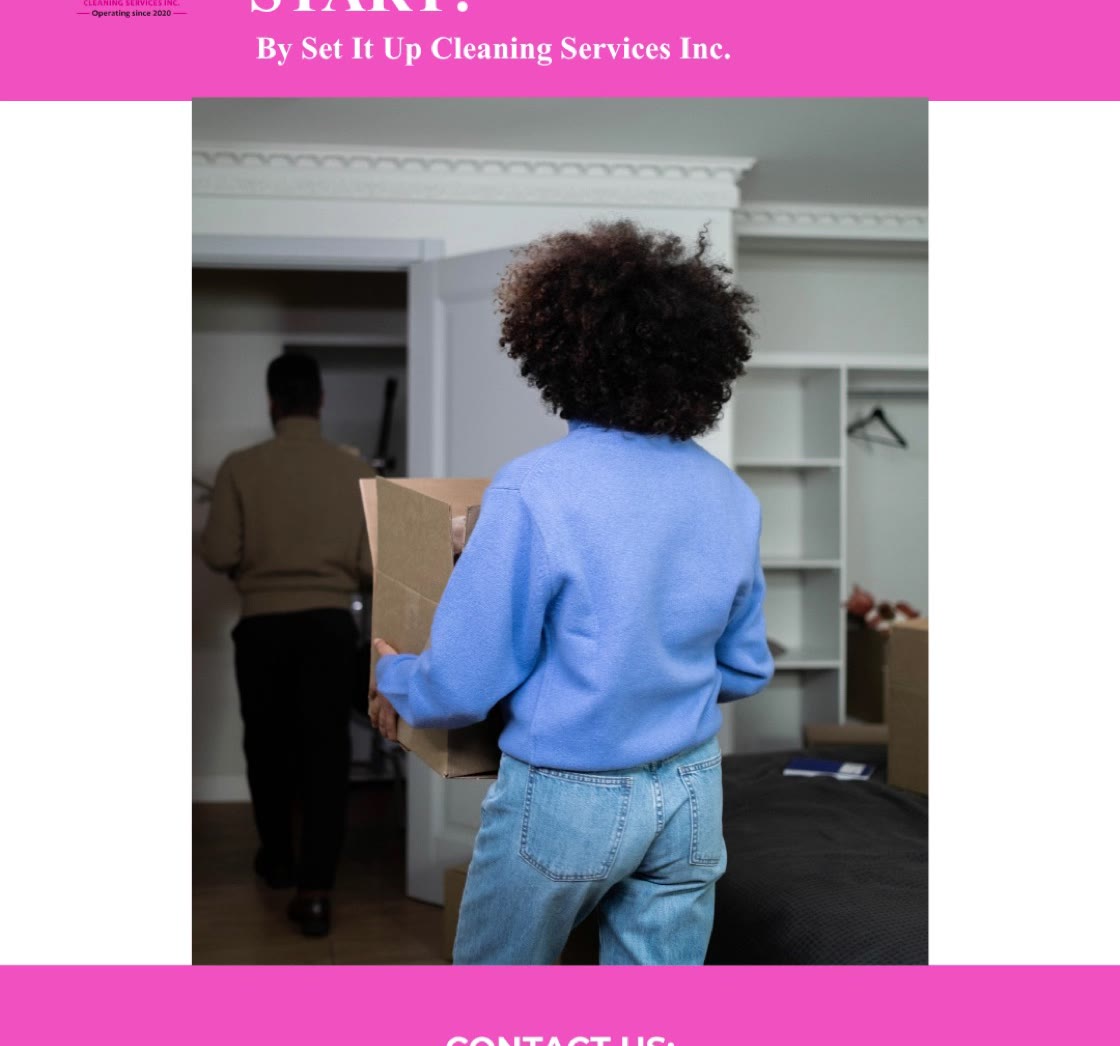 CLEANING SERVICES INC.
Operating since 2020
START!
By Set It Up Cleaning Services Inc.
CONTACT US: